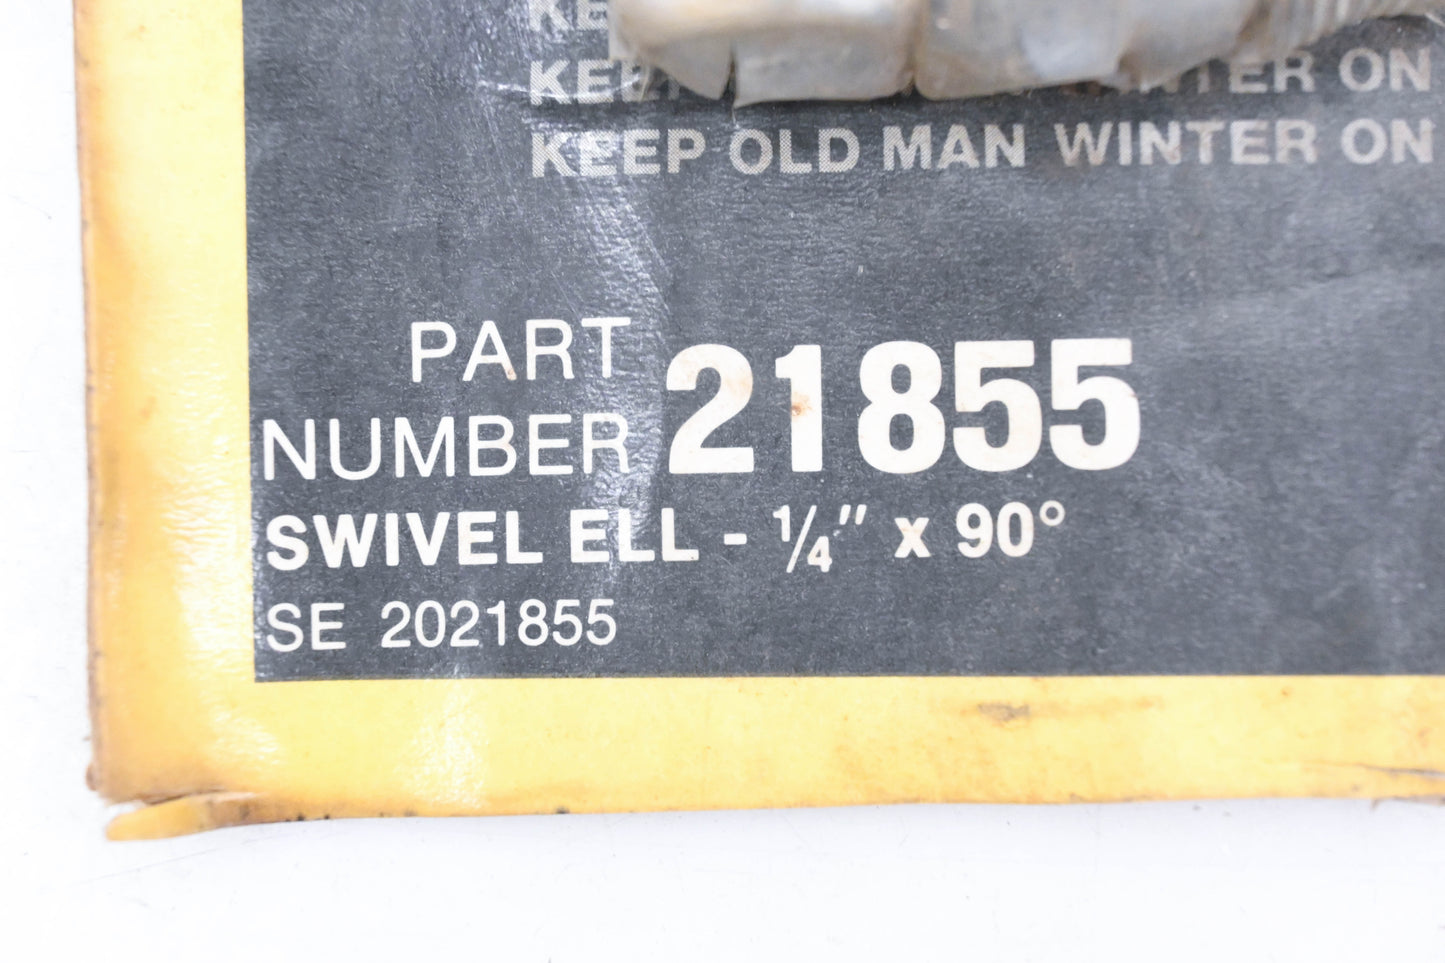 KEEP OLD MAN WINTER ON
PART
NUMBER 21855
SWIVEL ELL - ¼" x 90°
SE 2021855